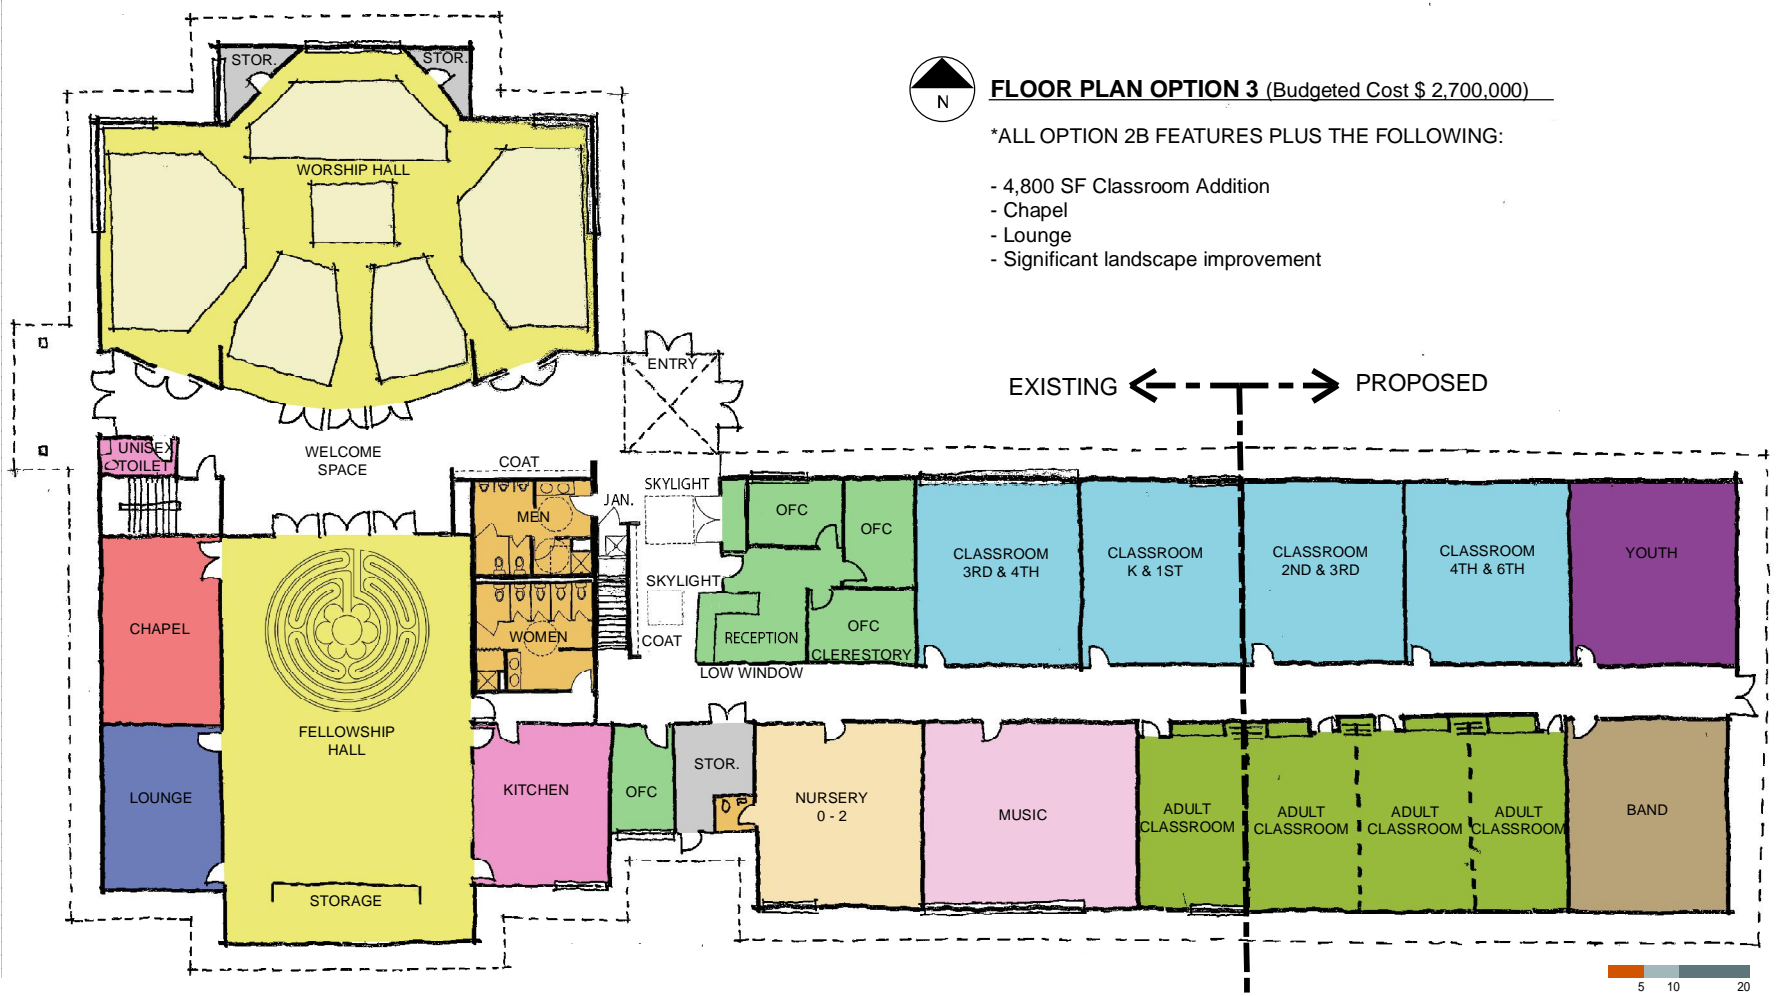 STOR.
STOR.
WORSHIP HALL
N
FLOOR PLAN OPTION 3 (Budgeted Cost $ 2,700,000)
*ALL OPTION 2B FEATURES PLUS THE FOLLOWING:
- 4,800 SF Classroom Addition
- Chapel
- Lounge
- Significant landscape improvement
ENTRY
EXISTING
PROPOSED
UNISEX
TOILET
WELCOME
SPACE
COAT
MEN
JAN.
SKYLIGHT
SKYLIGHT
COAT
WOMEN
OFC
OFC
RECEPTION
OFC
CLERESTORY
LOW WINDOW
CLASSROOM
3RD & 4TH
CLASSROOM
K & 1ST
CLASSROOM
2ND & 3RD
CLASSROOM
4TH & 6TH
YOUTH
CHAPEL
FELLOWSHIP
HALL
LOUNGE
STORAGE
KITCHEN
OFC
STOR.
NURSERY
0 - 2
MUSIC
ADULT
CLASSROOM
ADULT
CLASSROOM
ADULT
CLASSROOM
ADULT
CLASSROOM
BAND
5 10 20